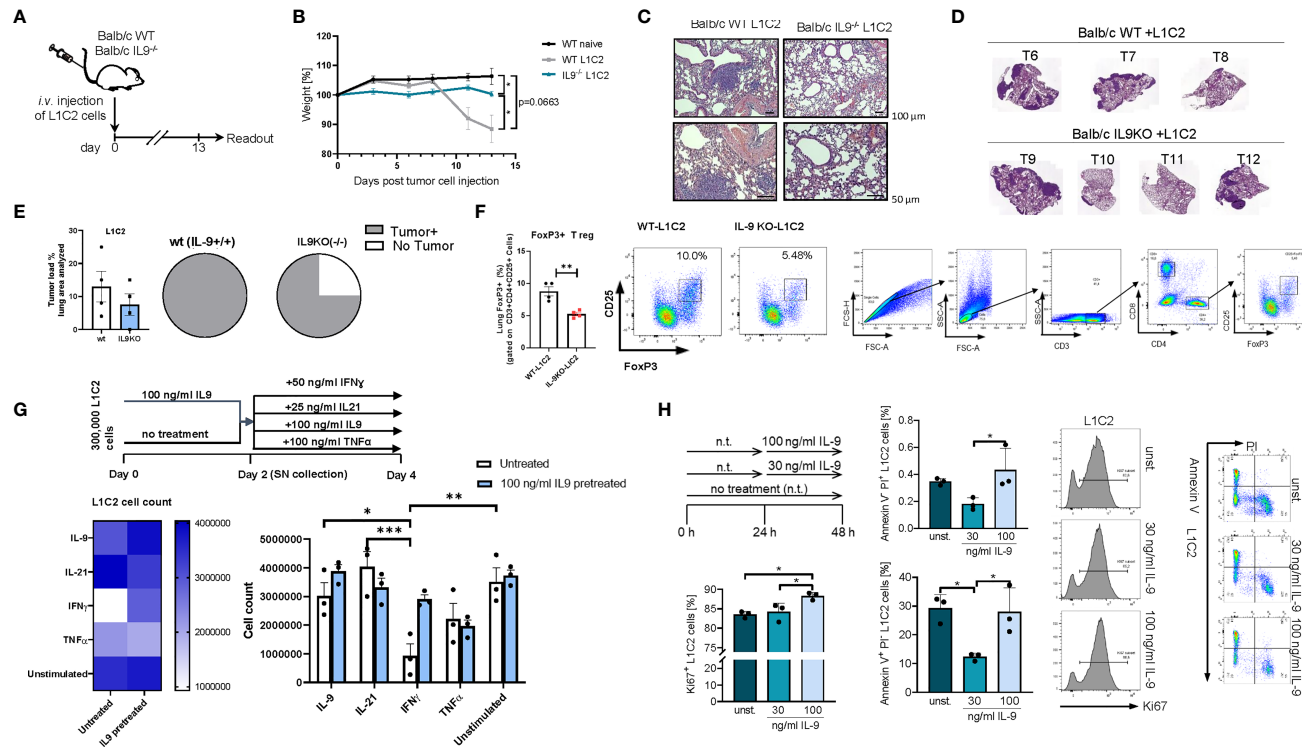 A
Balb/c WT
Balb/c IL9-/-
i.v. injection
of L1C2 cells
day
0
13
Readout
B
Weight [%]
120
110
100
90
80
0
5
10
15
Days post tumor cell injection
WT naive
WT L1C2
IL9-/- L1C2
*
*
p=0.0663
C
Balb/c WT L1C2
Balb/c IL9-/- L1C2
100 µm
50 µm
D
Balb/c WT +L1C2
T6
T7
T8
Balb/c IL9KO +L1C2
T9
T10
T11
T12
E
L1C2
Tumor load %
lung area analyzed
30
20
10
0
wt
IL9KO
wt (IL-9+/+)
IL9KO(-/-)
Tumor+
No Tumor
F
FoxP3+ T reg
Lung FoxP3+ (%)
(gated on CD3+CD4+CD25+ Cells)
15
10
5
0
**
WT-L1C2
IL-9KO-LIC2
WT-L1C2
10.0%
IL-9 KO-L1C2
5.48%
CD25
FoxP3
FCS-H
FSC-A
SSC-A
FSC-A
SSC-A
CD3
CD8
CD4
CD25
FoxP3
G
300,000 L1C2
cells
100 ng/ml IL9
no treatment
+50 ng/ml IFNɣ
+25 ng/ml IL21
+100 ng/ml IL9
+100 ng/ml TNFα
Day 0
Day 2 (SN collection)
Day 4
L1C2 cell count
IL-9
IL-21
IFNγ
TNFα
Unstimulated
Untreated
IL9 pretreated
4000000
3000000
2000000
1000000
Untreated
100 ng/ml IL9 pretreated
Cell count
5000000
4000000
3000000
2000000
1000000
0
*
***
**
IL-9
IL-21
IFNγ
TNFα
Unstimulated
H
n.t.
100 ng/ml IL-9
n.t.
30 ng/ml IL-9
no treatment (n.t.)
0 h
24 h
48 h
Annexin V- PI+ L1C2 cells [%]
0.8
0.6
0.4
0.2
0.0
*
unst.
30
100
ng/ml IL-9
Ki67+ L1C2 cells [%]
95
90
85
80
75
20
10
0
*
*
unst.
30
100
ng/ml IL-9
Annexin V+ PI- L1C2 cells [%]
40
30
20
10
0
*
*
unst.
30
100
ng/ml IL-9
L1C2
unst.
30 ng/ml IL-9
100 ng/ml IL-9
Ki67
PI
Annexin V
L1C2
unst.
30 ng/ml IL-9
100 ng/ml IL-9